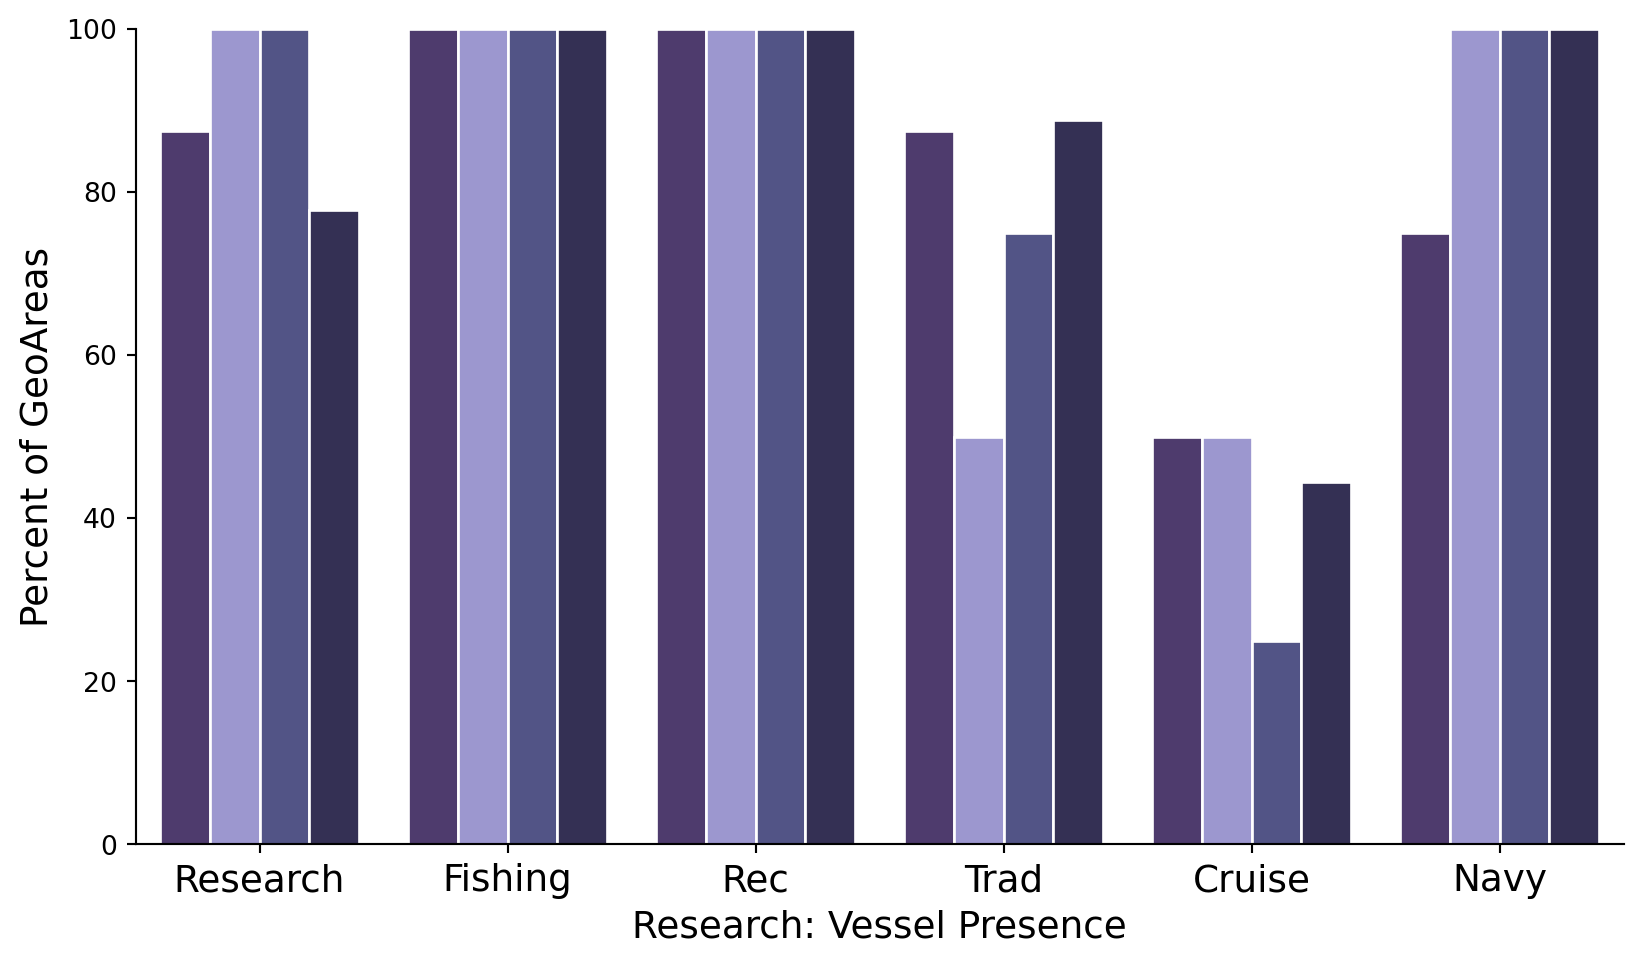 100
80
60
40
20
0
Percent of GeoAreas
Research Fishing Rec Trad Cruise Navy
Research: Vessel Presence